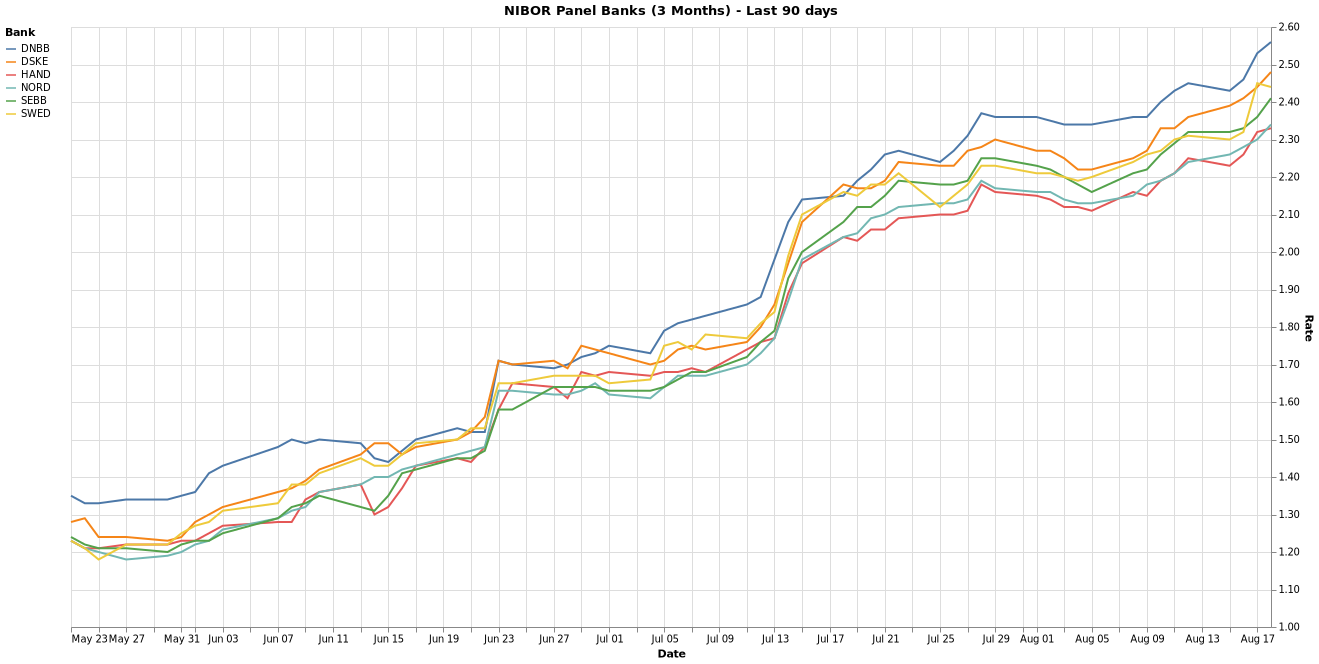 NIBOR Panel Banks (3 Months) - Last 90 days
Bank
DNBB
DSKE
HAND
NORD
SEBB
SWED
2.60
2.50
2.40
2.30
2.20
2.10
2.00
1.90
1.80
1.70
1.60
1.50
1.40
1.30
1.20
1.10
1.00
Rate
May 23 May 27 May 31 Jun 03 Jun 07 Jun 11 Jun 15 Jun 19 Jun 23 Jun 27 Jul 01 Jul 05 Jul 09 Jul 13 Jul 17 Jul 21 Jul 25 Jul 29 Aug 01 Aug 05 Aug 09 Aug 13 Aug 17
Date